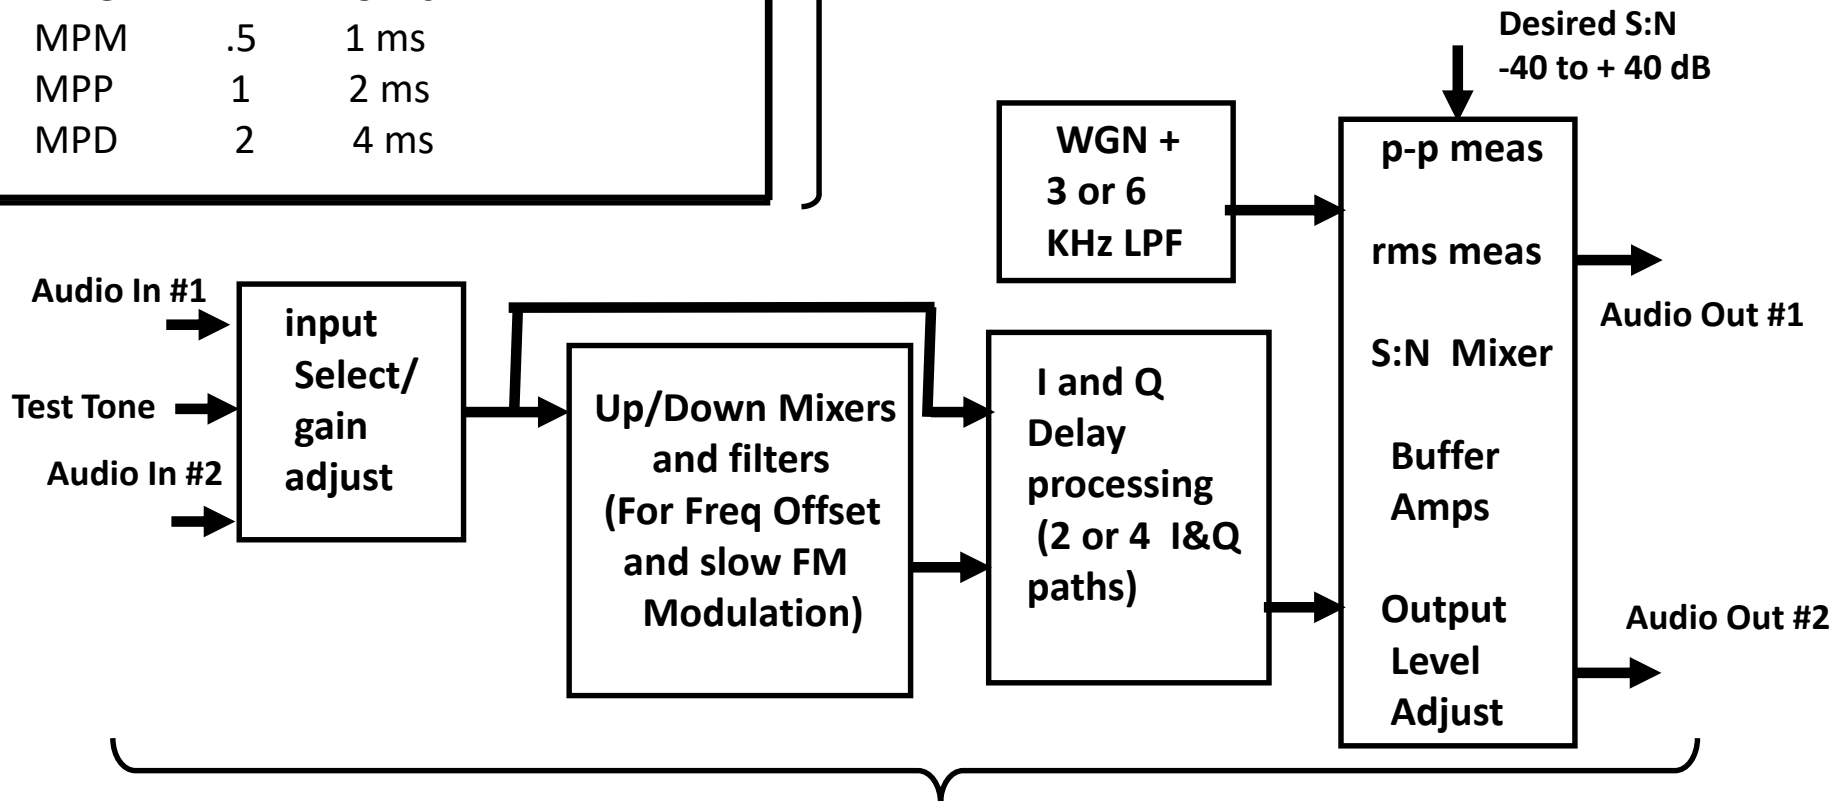 MPM .5 1 ms
MPP 1 2 ms
MPD 2 4 ms
Desired S:N
-40 to + 40 dB
WGN +
3 or 6
KHz LPF
p-p meas
rms meas
S:N Mixer
Buffer
Amps
Output
Level
Adjust
Audio In #1
Test Tone
Audio In #2
input
Select/
gain
adjust
Up/Down Mixers
and filters
(For Freq Offset
and slow FM
Modulation)
I and Q
Delay
processing
(2 or 4 I&Q
paths)
Audio Out #1
Audio Out #2